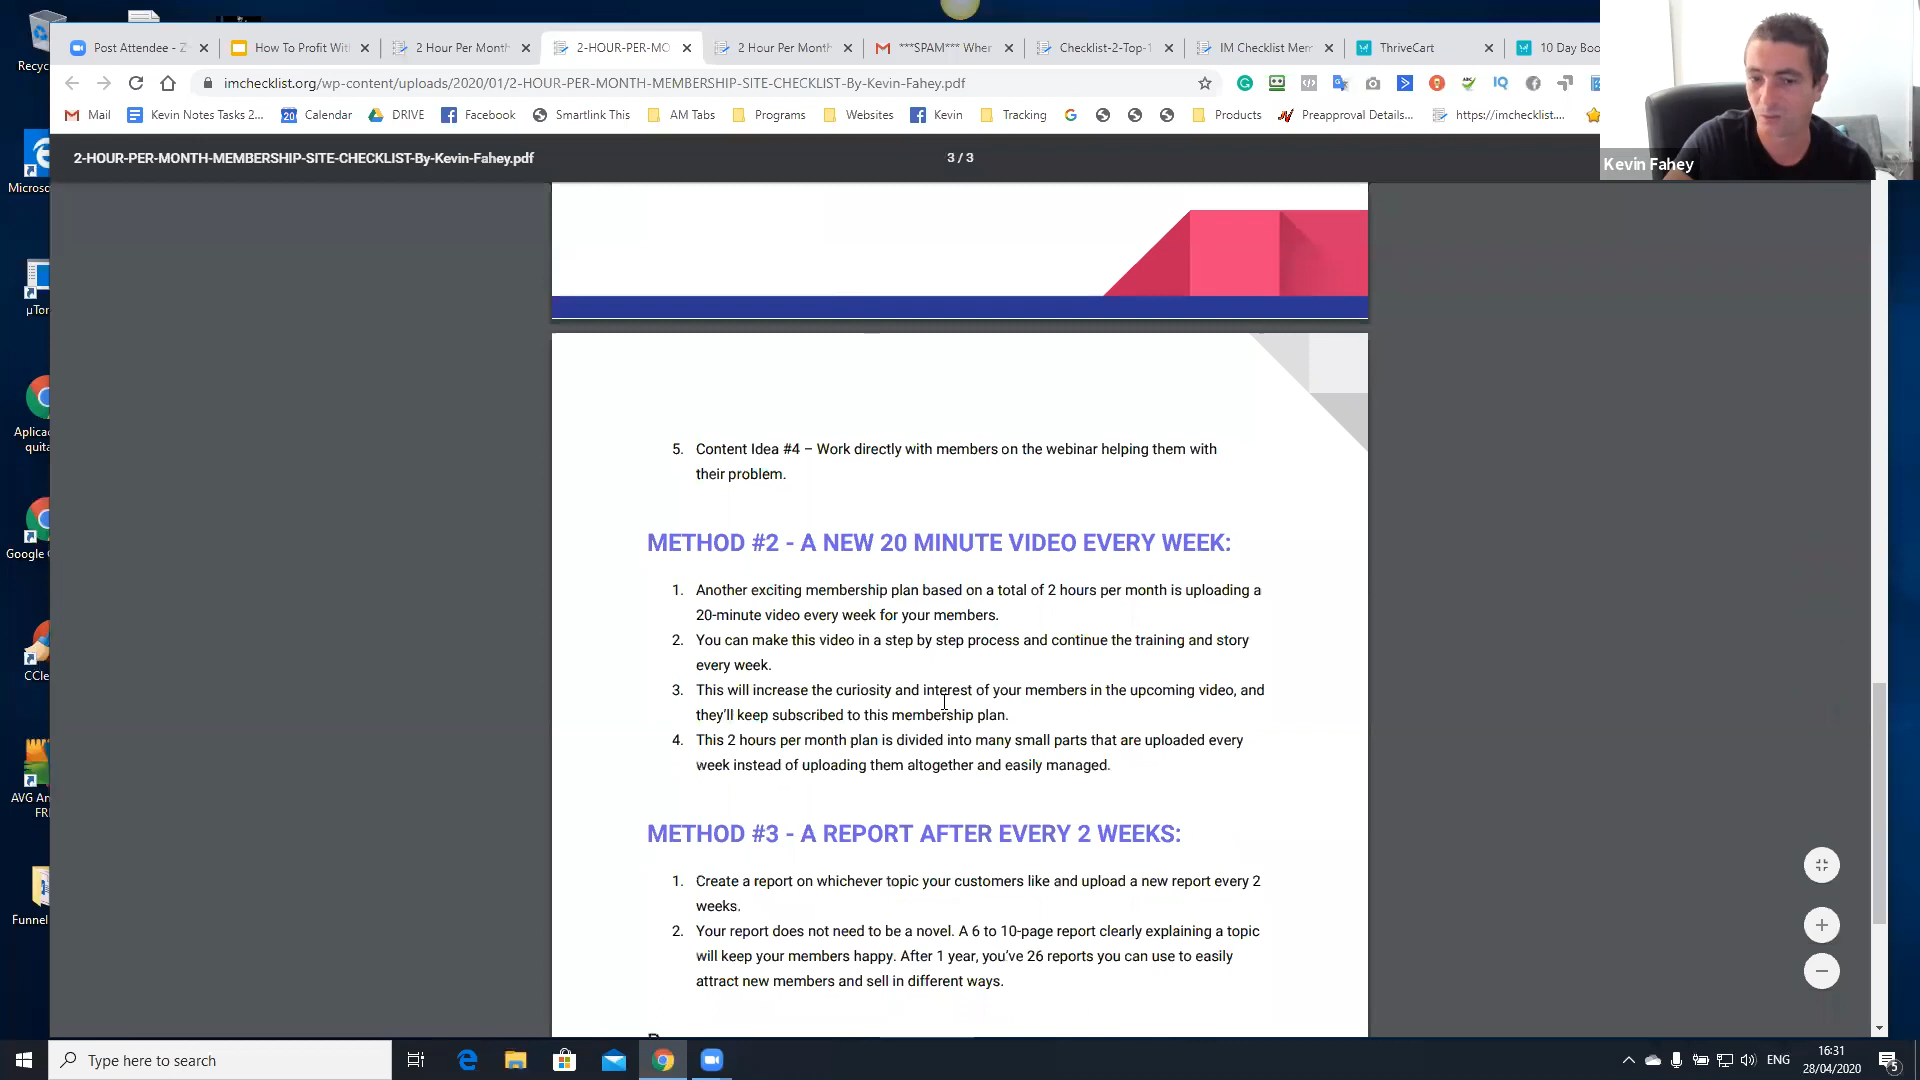 Recyc
Microso
µTor
Aplica
quita
Google
CCle
AVG An
FR
Funnel
Post Attendee - Z
How To Profit Wit
2 Hour Per Month
2-HOUR-PER-MO
2 Hour Per Month
***SPAM*** Wher
Checklist-2-Top-1
IM Checklist Mem
ThriveCart
10 Day Boo
imchecklist.org/wp-content/uploads/2020/01/2-HOUR-PER-MONTH-MEMBERSHIP-SITE-CHECKLIST-By-Kevin-Fahey.pdf
Mail
Kevin Notes Tasks 2...
Calendar
DRIVE
Facebook
Smartlink This
AM Tabs
Programs
Websites
Kevin
Tracking
Products
Preapproval Details...
https://imchecklist....
Kevin Fahey
2-HOUR-PER-MONTH-MEMBERSHIP-SITE-CHECKLIST-By-Kevin-Fahey.pdf
3 / 3
5. Content Idea #4 – Work directly with members on the webinar helping them with
their problem.
METHOD #2 - A NEW 20 MINUTE VIDEO EVERY WEEK:
1. Another exciting membership plan based on a total of 2 hours per month is uploading a
20-minute video every week for your members.
2. You can make this video in a step by step process and continue the training and story
every week.
3. This will increase the curiosity and interest of your members in the upcoming video, and
they’ll keep subscribed to this membership plan.
4. This 2 hours per month plan is divided into many small parts that are uploaded every
week instead of uploading them altogether and easily managed.
METHOD #3 - A REPORT AFTER EVERY 2 WEEKS:
1. Create a report on whichever topic your customers like and upload a new report every 2
weeks.
2. Your report does not need to be a novel. A 6 to 10-page report clearly explaining a topic
will keep your members happy. After 1 year, you’ve 26 reports you can use to easily
attract new members and sell in different ways.
Type here to search
ENG
16:31
28/04/2020
5